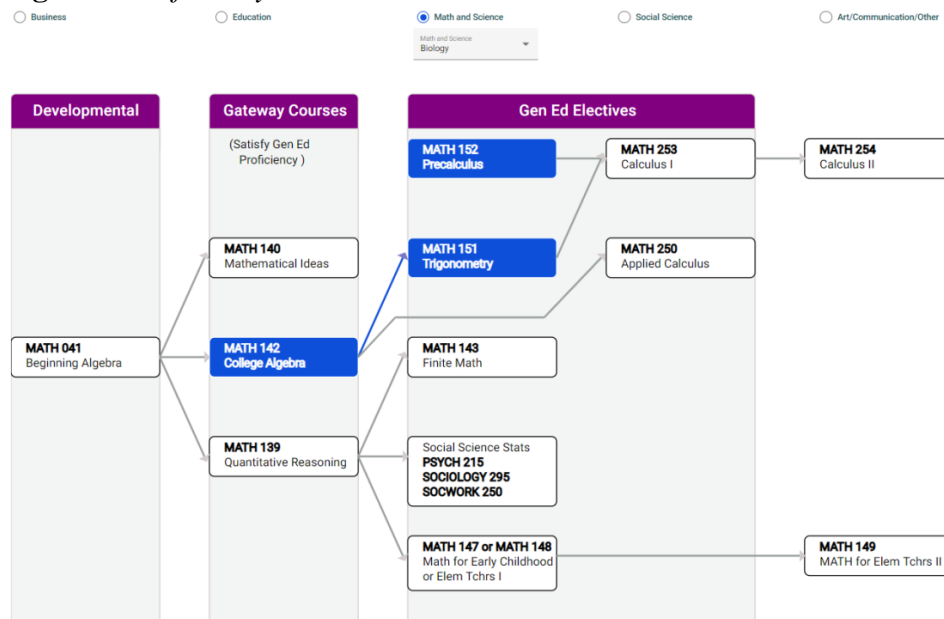 Business
Education
Math and Science
Social Science
Art/Communication/Other
Math and Science
Biology
Developmental
Gateway Courses
Gen Ed Electives
(Satisfy Gen Ed
Proficiency )
MATH 152
Precalculus
MATH 253
Calculus I
MATH 254
Calculus II
MATH 140
Mathematical Ideas
MATH 151
Trigonometry
MATH 250
Applied Calculus
MATH 041
Beginning Algebra
MATH 142
College Algebra
MATH 143
Finite Math
MATH 139
Quantitative Reasoning
Social Science Stats
PSYCH 215
SOCIOLOGY 295
SOCWORK 250
MATH 147 or MATH 148
Math for Early Childhood
or Elem Tchrs I
MATH 149
MATH for Elem Tchrs II